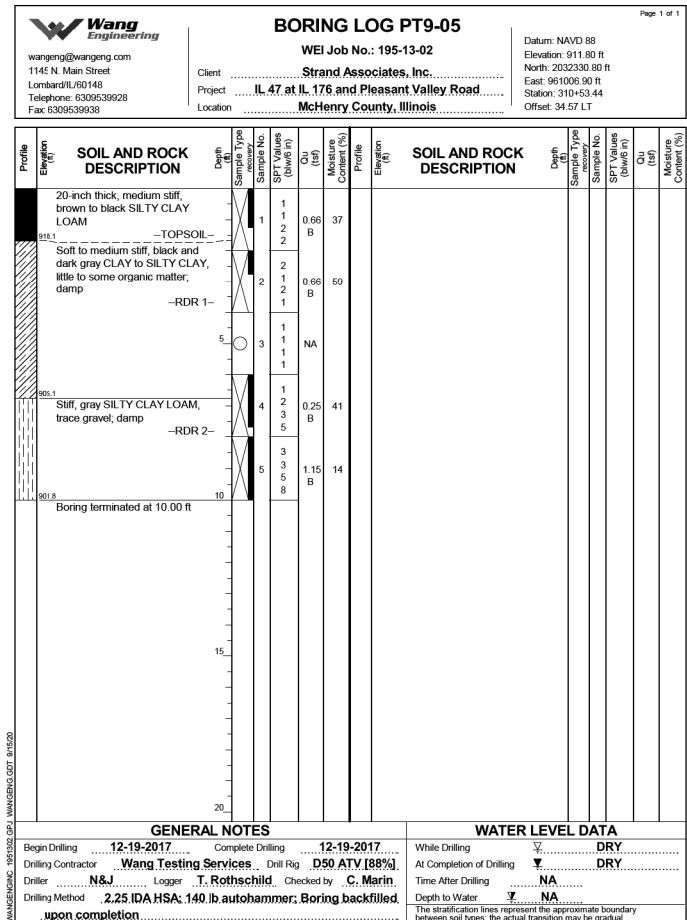 Page 1 of 1
Wang
Engineering
wangeng@wangeng.com
1145 N. Main Street
Lombard/IL/60148
Telephone: 6309539928
Fax: 6309539938
BORING LOG PT9-05
WEI Job No.: 195-13-02
Client Strand Associates, Inc.
Project IL 47 at IL 176 and Pleasant Valley Road
Location McHenry County, Illinois
Datum: NAVD 88
Elevation: 911.80 ft
North: 2032330.80 ft
East: 961006.90 ft
Station: 310+53.44
Offset: 34.57 LT
Profile Elevation (ft) SOIL AND ROCK DESCRIPTION Depth (ft) Sample Type recovery Sample No. SPT Values (blw/6 in) Qu (tsf) Moisture Content (%)
Profile Elevation (ft) SOIL AND ROCK DESCRIPTION Depth (ft) Sample Type recovery Sample No. SPT Values (blw/6 in) Qu (tsf) Moisture Content (%)
20-inch thick, medium stiff,
brown to black SILTY CLAY
LOAM
--TOPSOIL--
1 1 1 2 2 0.66 B 37
910.1
Soft to medium stiff, black and
dark gray CLAY to SILTY CLAY,
little to some organic matter;
damp
--RDR 1--
2 2 1 2 1 0.66 B 59
5 3 1 1 1 1 NA
905.1
Stiff, gray SILTY CLAY LOAM,
trace gravel; damp
--RDR 2--
4 1 2 3 5 0.25 B 41
5 3 3 5 8 1.15 B 14
901.8 10
Boring terminated at 10.00 ft
15
20
WANGENGINC 1951302.GPJ WANGENG.GDT 9/15/20
GENERAL NOTES
Begin Drilling 12-19-2017 Complete Drilling 12-19-2017
Drilling Contractor Wang Testing Services Drill Rig D50 ATV [88%]
Driller N&J Logger T. Rothschild Checked by C. Marin
Drilling Method 2.25 IDA HSA; 140 lb autohammer; Boring backfilled
upon completion
WATER LEVEL DATA
While Drilling DRY
At Completion of Drilling DRY
Time After Drilling NA
Depth to Water NA
The stratification lines represent the approximate boundary
between soil types; the actual transition may be gradual.